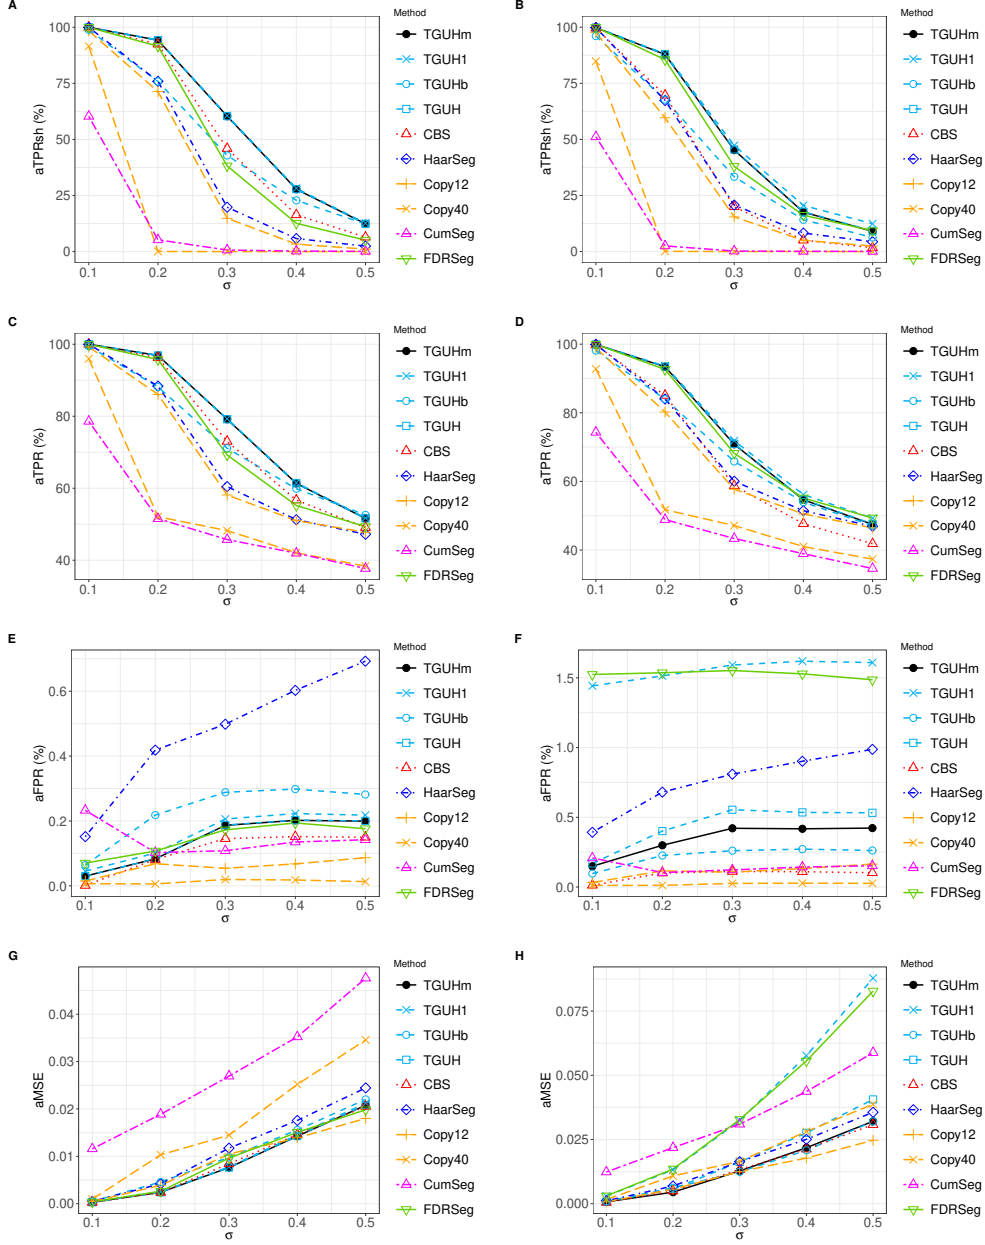 A
aTPRsh (%)
100
75
50
25
0
0.1 0.2 0.3 0.4 0.5
σ
Method
TGUHm
TGUH1
TGUHb
TGUH
CBS
HaarSeg
Copy12
Copy40
CumSeg
FDRSeg
B
aTPRsh (%)
100
75
50
25
0
0.1 0.2 0.3 0.4 0.5
σ
Method
TGUHm
TGUH1
TGUHb
TGUH
CBS
HaarSeg
Copy12
Copy40
CumSeg
FDRSeg
C
aTPR (%)
100
80
60
40
0.1 0.2 0.3 0.4 0.5
σ
Method
TGUHm
TGUH1
TGUHb
TGUH
CBS
HaarSeg
Copy12
Copy40
CumSeg
FDRSeg
D
aTPR (%)
100
80
60
40
0.1 0.2 0.3 0.4 0.5
σ
Method
TGUHm
TGUH1
TGUHb
TGUH
CBS
HaarSeg
Copy12
Copy40
CumSeg
FDRSeg
E
aFPR (%)
0.6
0.4
0.2
0.0
0.1 0.2 0.3 0.4 0.5
σ
Method
TGUHm
TGUH1
TGUHb
TGUH
CBS
HaarSeg
Copy12
Copy40
CumSeg
FDRSeg
F
aFPR (%)
1.5
1.0
0.5
0.0
0.1 0.2 0.3 0.4 0.5
σ
Method
TGUHm
TGUH1
TGUHb
TGUH
CBS
HaarSeg
Copy12
Copy40
CumSeg
FDRSeg
G
aMSE
0.04
0.03
0.02
0.01
0.00
0.1 0.2 0.3 0.4 0.5
σ
Method
TGUHm
TGUH1
TGUHb
TGUH
CBS
HaarSeg
Copy12
Copy40
CumSeg
FDRSeg
H
aMSE
0.075
0.050
0.025
0.000
0.1 0.2 0.3 0.4 0.5
σ
Method
TGUHm
TGUH1
TGUHb
TGUH
CBS
HaarSeg
Copy12
Copy40
CumSeg
FDRSeg